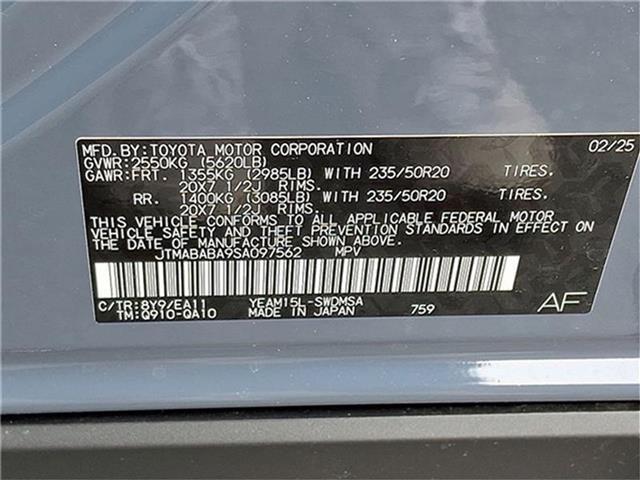 MFD.BY:TOYOTA MOTOR CORPORATION 02/25
GVWR:2550KG (5620LB)
GAWR:FRT. 1355KG (2985LB) WITH 235/50R20 TIRES.
20X7 1/2J RIMS.
RR. 1400KG (3085LB) WITH 235/50R20 TIRES.
20X7 1/2J RIMS.
THIS VEHICLE CONFORMS TO ALL APPLICABLE FEDERAL MOTOR
VEHICLE SAFETY AND THEFT PREVENTION STANDARDS IN EFFECT ON
THE DATE OF MANUFACTURE SHOWN ABOVE.
JTMABABA9SA097562 MPV
C/TR:8Y9/EA11 YEAM15L-SWDMSA
TM:Q910-QA10 MADE IN JAPAN 759 AF